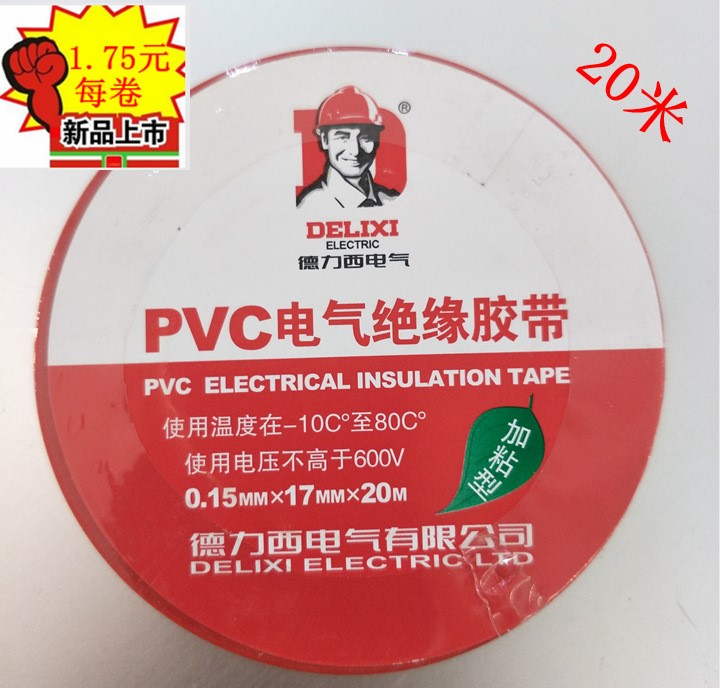 1.75元
每卷
新品上市
20米
®
DELIXI
ELECTRIC
德力西电气
PVC电气绝缘胶带
PVC ELECTRICAL INSULATION TAPE
使用温度在-10C°至80C°
使用电压不高于600V
0.15MM×17MM×20M
加粘型
德力西电气有限公司
DELIXI ELECTRIC LTD